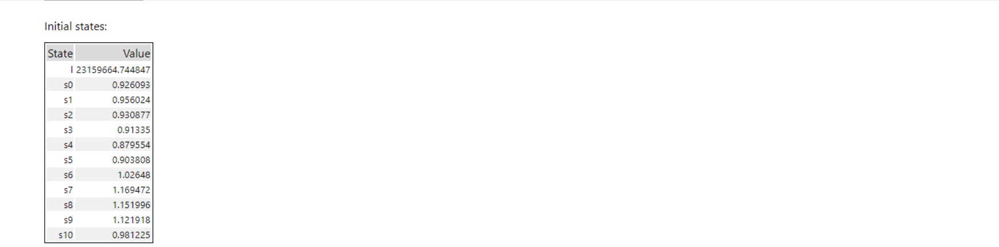 Initial states:
State Value
l 23159664.744847
s0 0.926093
s1 0.956024
s2 0.930877
s3 0.91335
s4 0.879554
s5 0.903808
s6 1.02648
s7 1.169472
s8 1.151996
s9 1.121918
s10 0.981225